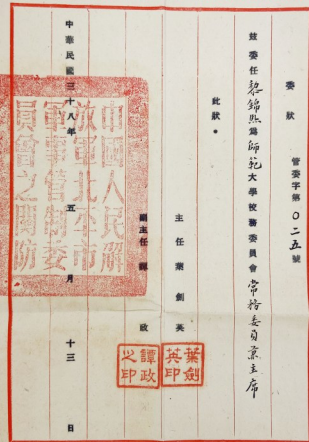 委狀
管委字第〇二五號
茲委任黎錦熙為師範大學校務委員會常務委員兼主席
此狀。
主任葉劍英
葉劍英印
副主任譚政
譚政之印
中華民國三十八年五月十三日
中國人民解放軍北平市軍事管制委員會之關防